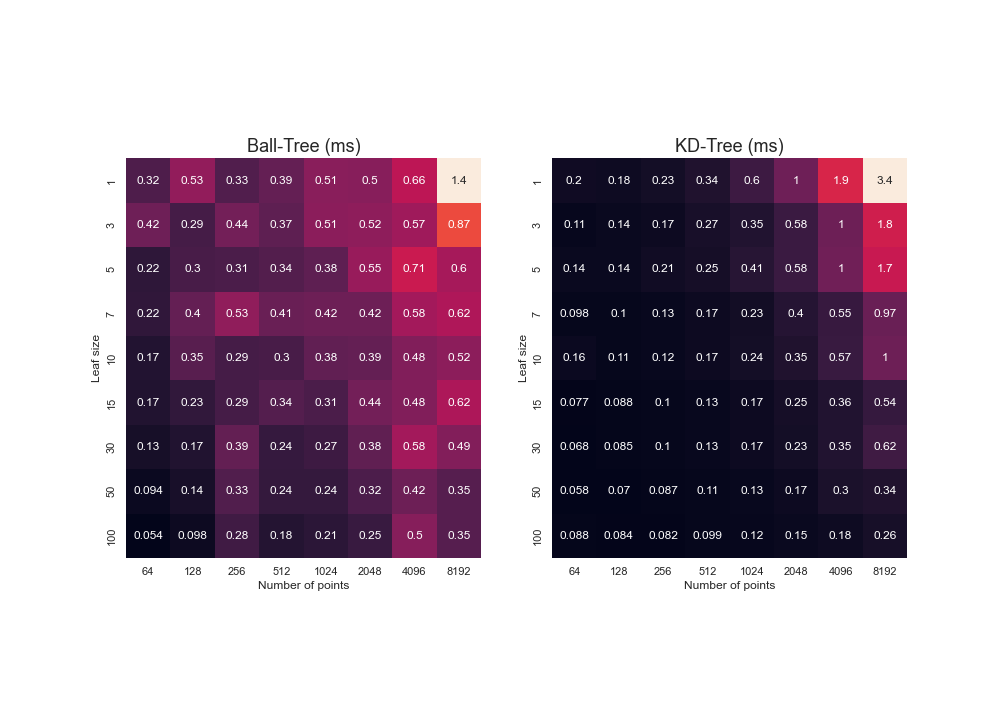 Ball-Tree (ms)
1 0.32 0.53 0.33 0.39 0.51 0.5 0.66 1.4
3 0.42 0.29 0.44 0.37 0.51 0.52 0.57 0.87
5 0.22 0.3 0.31 0.34 0.38 0.55 0.71 0.6
7 0.22 0.4 0.53 0.41 0.42 0.42 0.58 0.62
10 0.17 0.35 0.29 0.3 0.38 0.39 0.48 0.52
15 0.17 0.23 0.29 0.34 0.31 0.44 0.48 0.62
30 0.13 0.17 0.39 0.24 0.27 0.38 0.58 0.49
50 0.094 0.14 0.33 0.24 0.24 0.32 0.42 0.35
100 0.054 0.098 0.28 0.18 0.21 0.25 0.5 0.35
Leaf size
64 128 256 512 1024 2048 4096 8192
Number of points
KD-Tree (ms)
1 0.2 0.18 0.23 0.34 0.6 1 1.9 3.4
3 0.11 0.14 0.17 0.27 0.35 0.58 1 1.8
5 0.14 0.14 0.21 0.25 0.41 0.58 1 1.7
7 0.098 0.1 0.13 0.17 0.23 0.4 0.55 0.97
10 0.16 0.11 0.12 0.17 0.24 0.35 0.57 1
15 0.077 0.088 0.1 0.13 0.17 0.25 0.36 0.54
30 0.068 0.085 0.1 0.13 0.17 0.23 0.35 0.62
50 0.058 0.07 0.087 0.11 0.13 0.17 0.3 0.34
100 0.088 0.084 0.082 0.099 0.12 0.15 0.18 0.26
Leaf size
64 128 256 512 1024 2048 4096 8192
Number of points